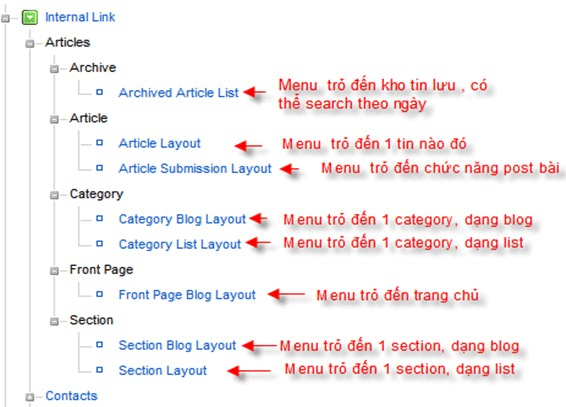 Internal Link
Articles
Archive
Archived Article List
Menu trỏ đến kho tin lưu , có
thể search theo ngày
Article
Article Layout
Menu trỏ đến 1 tin nào đó
Article Submission Layout
Menu trỏ đến chức năng post bài
Category
Category Blog Layout
Menu trỏ đến 1 category, dạng blog
Category List Layout
Menu trỏ đến 1 category, dạng list
Front Page
Front Page Blog Layout
Menu trỏ đến trang chủ
Section
Section Blog Layout
Menu trỏ đến 1 section, dạng blog
Section Layout
Menu trỏ đến 1 section, dạng list
Contacts